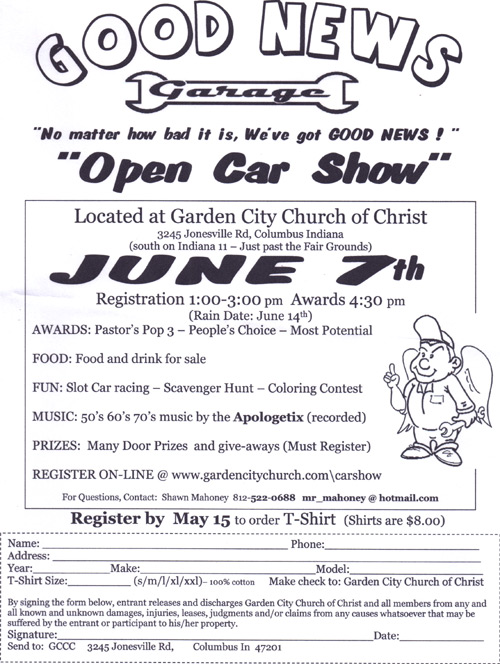 GOOD NEWS
Garage
"No matter how bad it is, We've got GOOD NEWS ! "
"Open Car Show"
Located at Garden City Church of Christ
3245 Jonesville Rd, Columbus Indiana
(south on Indiana 11 – Just past the Fair Grounds)
JUNE 7th
Registration 1:00-3:00 pm Awards 4:30 pm
(Rain Date: June 14th)
AWARDS: Pastor's Pop 3 – People's Choice – Most Potential
FOOD: Food and drink for sale
FUN: Slot Car racing – Scavenger Hunt – Coloring Contest
MUSIC: 50's 60's 70's music by the Apologetix (recorded)
PRIZES: Many Door Prizes and give-aways (Must Register)
REGISTER ON-LINE @ www.gardencitychurch.com\carshow
For Questions, Contact: Shawn Mahoney 812-522-0688 mr_mahoney @ hotmail.com
Register by May 15 to order T-Shirt (Shirts are $8.00)
Name: Phone:
Address:
Year: Make: Model:
T-Shirt Size: (s/m/l/xl/xxl)– 100% cotton Make check to: Garden City Church of Christ
By signing the form below, entrant releases and discharges Garden City Church of Christ and all members from any and
all known and unknown damages, injuries, leases, judgments and/or claims from any causes whatsoever that may be
suffered by the entrant or participant to his/her property.
Signature: Date:
Send to: GCCC 3245 Jonesville Rd, Columbus In 47201